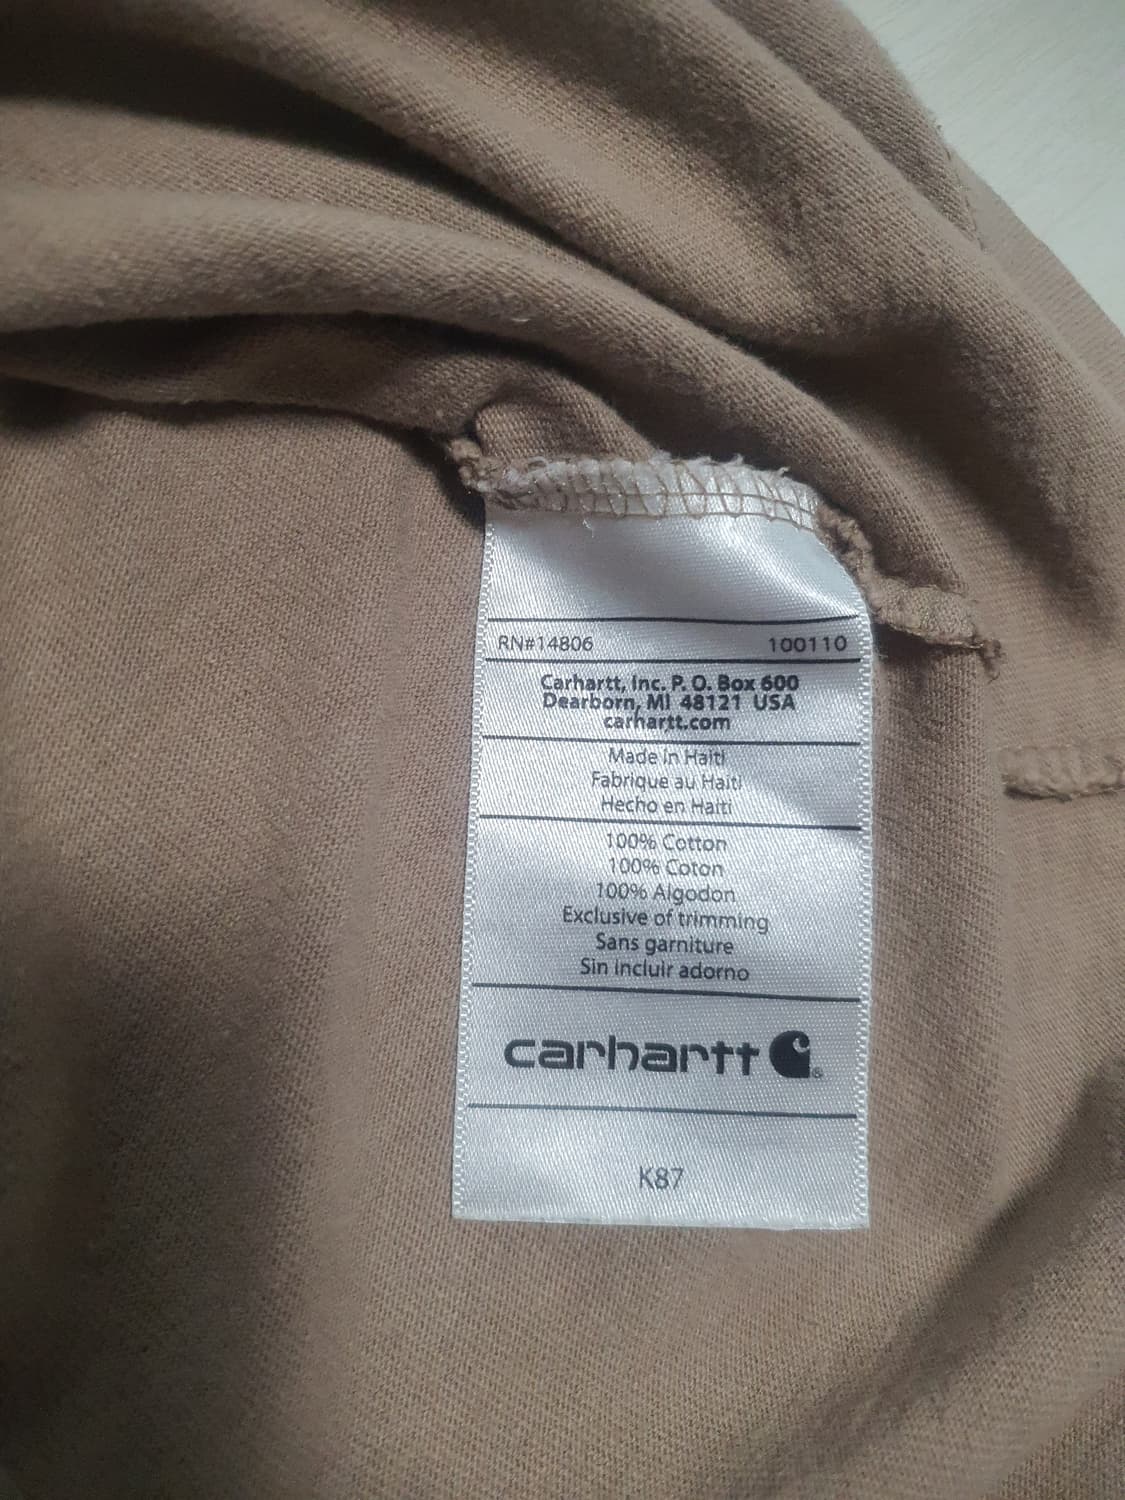 RN#14806 100110
Carhartt, Inc. P. O. Box 600
Dearborn, MI 48121 USA
carhartt.com
Made in Haiti
Fabrique au Haiti
Hecho en Haiti
100% Cotton
100% Coton
100% Algodon
Exclusive of trimming
Sans garniture
Sin incluir adorno
carhartt ®
K87